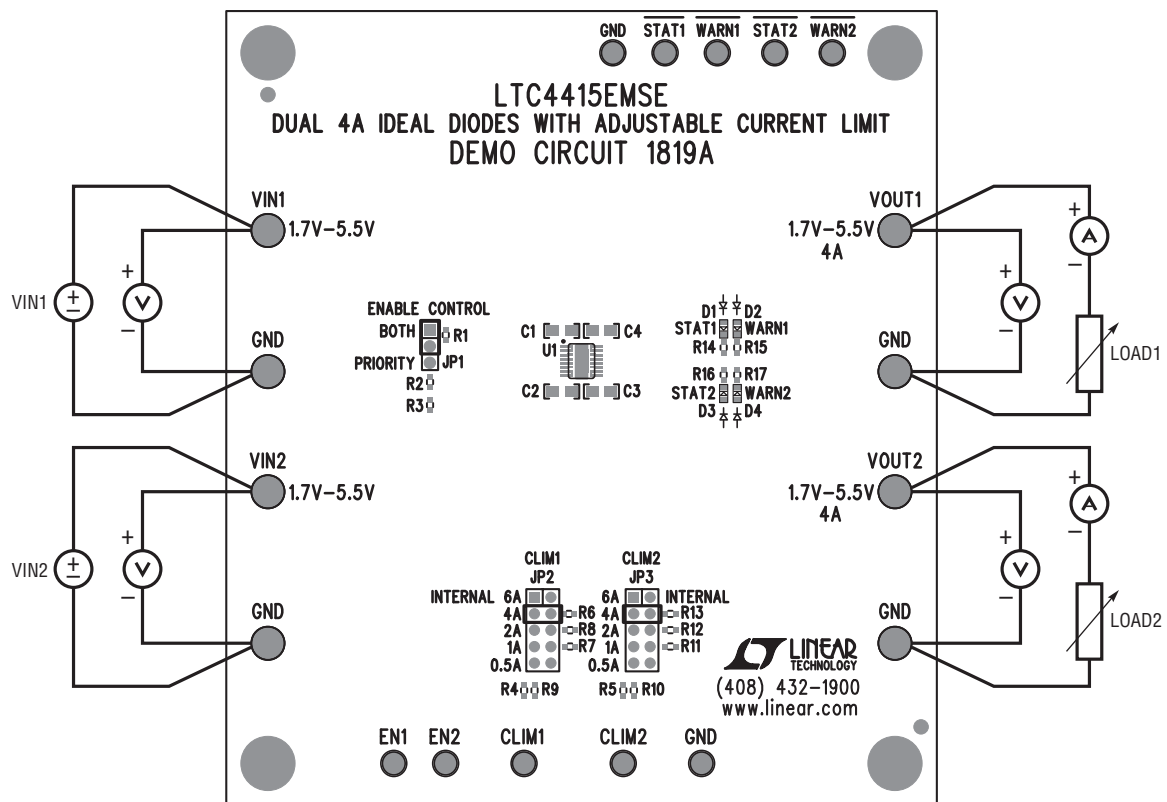 GND STAT1 WARN1 STAT2 WARN2
LTC4415EMSE
DUAL 4A IDEAL DIODES WITH ADJUSTABLE CURRENT LIMIT
DEMO CIRCUIT 1819A
VIN1
1.7V-5.5V
VOUT1
1.7V-5.5V
4A
+
−
V
VIN1
±
GND
ENABLE CONTROL
BOTH
R1
PRIORITY
JP1
R2
R3
C1
C4
U1
C2
C3
D1 D2
STAT1 WARN1
R14 R15
R16 R17
STAT2 WARN2
D3 D4
GND
+
−
V
+
A
−
LOAD1
VIN2
1.7V-5.5V
VOUT2
1.7V-5.5V
4A
+
−
V
VIN2
±
GND
CLIM1
JP2
INTERNAL
6A
4A
R6
2A
R8
1A
R7
0.5A
R4 R9
CLIM2
JP3
6A
INTERNAL
4A
R13
2A
R12
1A
R11
0.5A
R5 R10
GND
+
−
V
+
A
−
LOAD2
LT LINEAR
TECHNOLOGY
(408) 432-1900
www.linear.com
EN1 EN2 CLIM1 CLIM2 GND